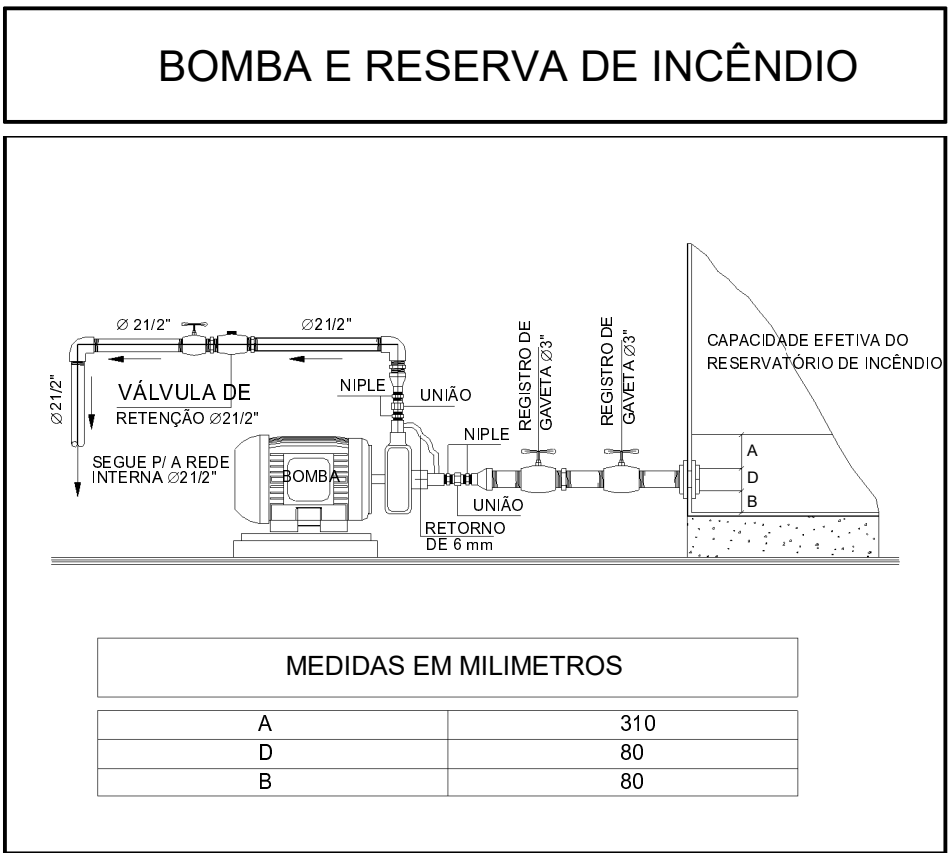 BOMBA E RESERVA DE INCÊNDIO
Ø 21/2"
Ø21/2"
Ø21/2"
VÁLVULA DE
RETENÇÃO Ø21/2"
NIPLE
UNIÃO
REGISTRO DE
GAVETA Ø3"
REGISTRO DE
GAVETA Ø3"
CAPACIDADE EFETIVA DO
RESERVATÓRIO DE INCÊNDIO
SEGUE P/ A REDE
INTERNA Ø21/2"
BOMBA
NIPLE
UNIÃO
RETORNO
DE 6 mm
A
D
B
MEDIDAS EM MILIMETROS
A 310
D 80
B 80